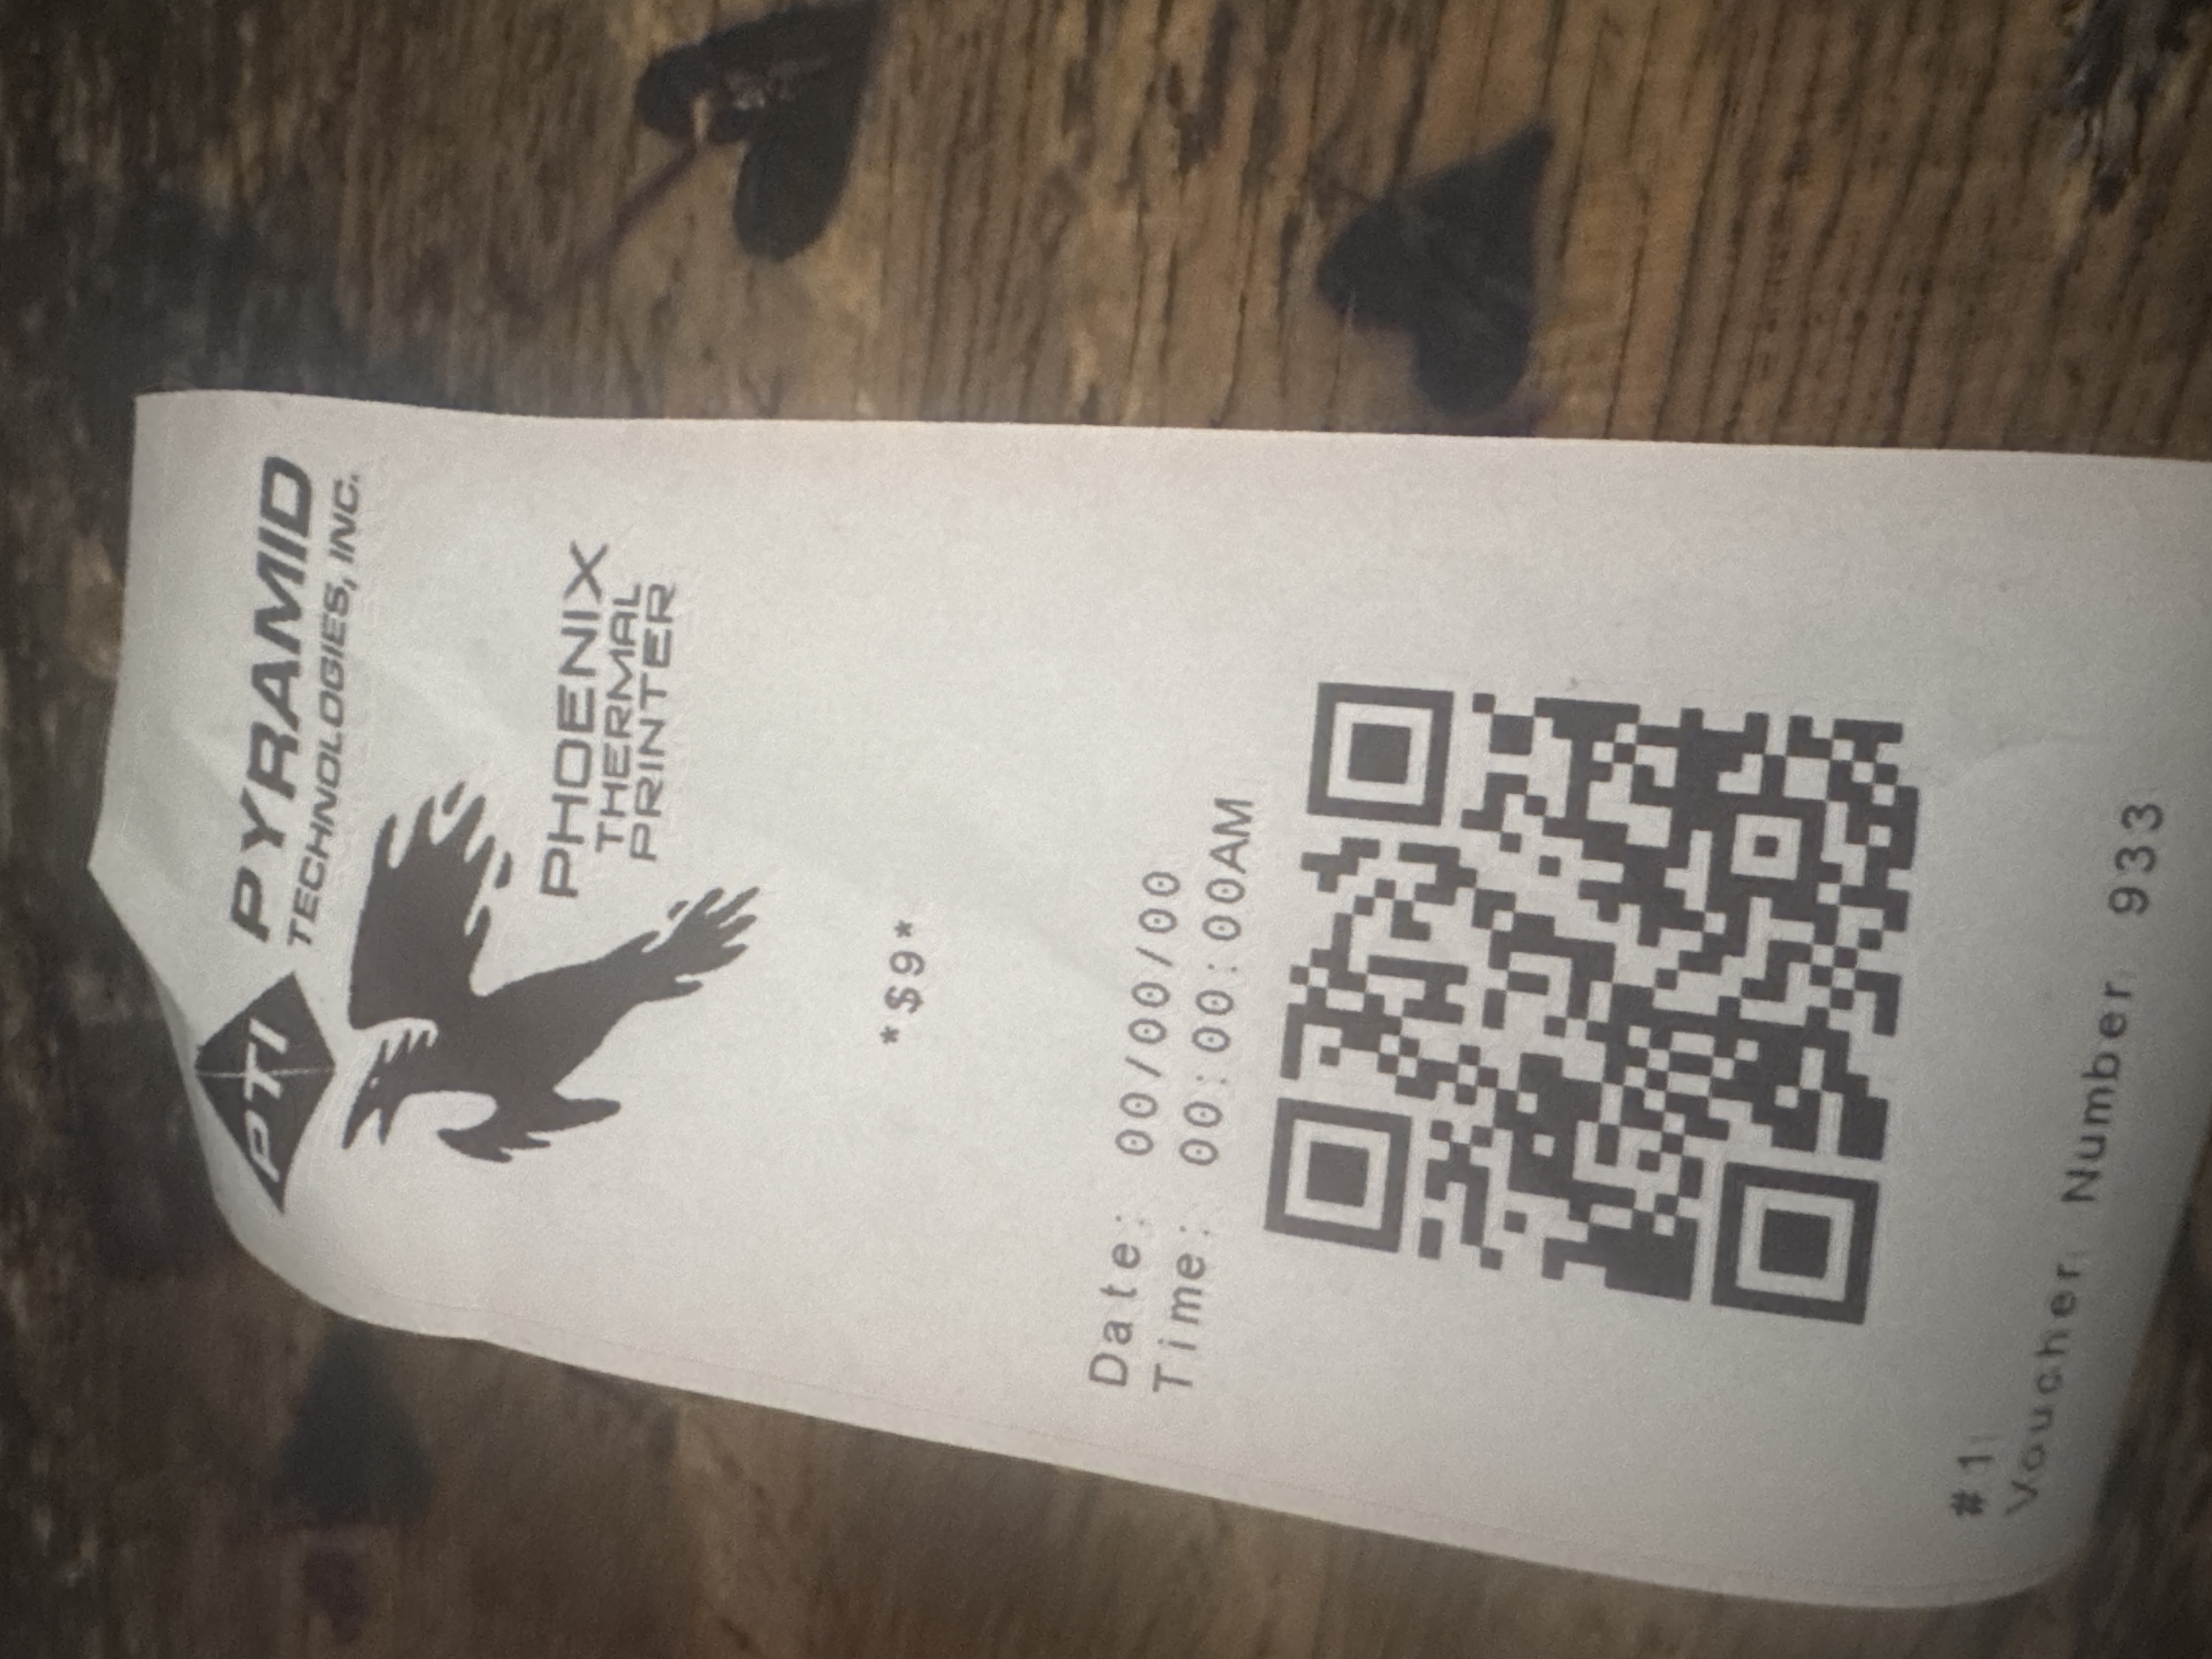 PTI
PYRAMID
TECHNOLOGIES, INC.
PHOENIX
THERMAL
PRINTER
*$9*
Date: 00/00/00
Time: 00:00:00AM
#1
Voucher Number 933